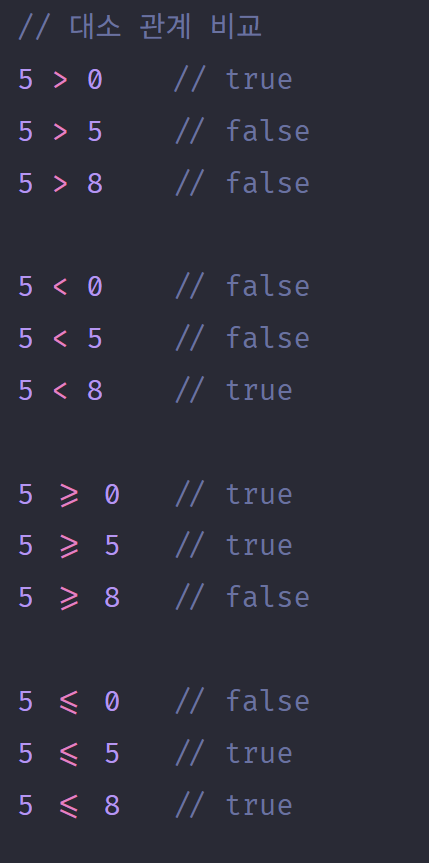 // 대소 관계 비교
5 > 0    // true
5 > 5    // false
5 > 8    // false

5 < 0    // false
5 < 5    // false
5 < 8    // true

5 >= 0   // true
5 >= 5   // true
5 >= 8   // false

5 <= 0   // false
5 <= 5   // true
5 <= 8   // true